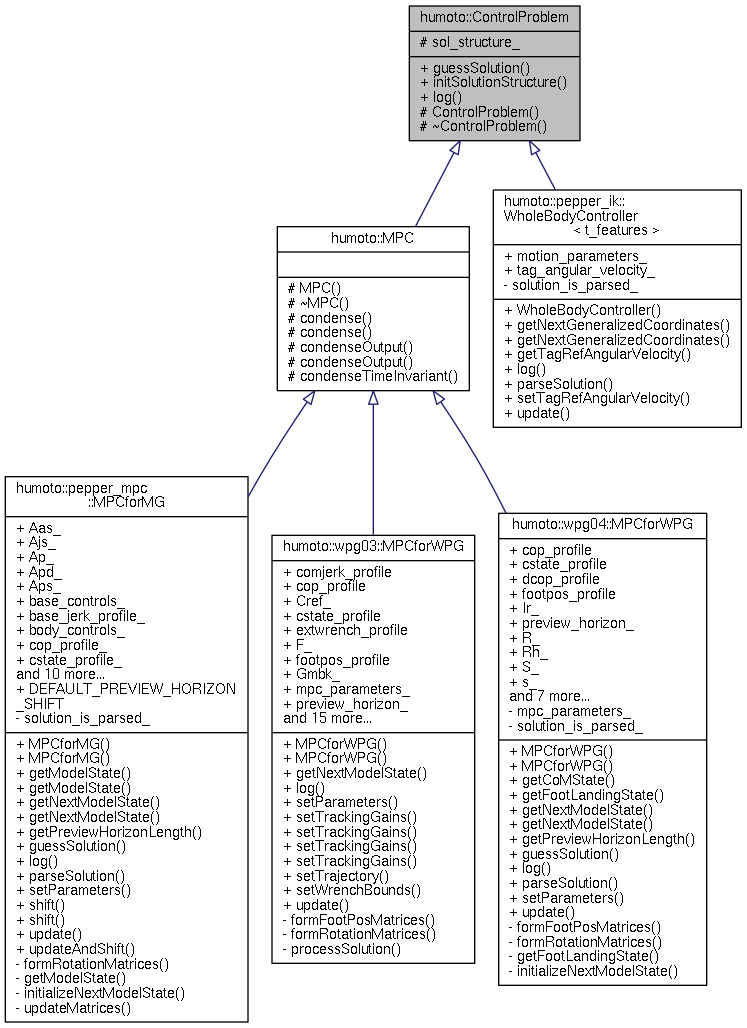 humoto::ControlProblem
# sol_structure_
+ guessSolution()
+ initSolutionStructure()
+ log()
# ControlProblem()
# ~ControlProblem()
humoto::MPC
# MPC()
# ~MPC()
# condense()
# condense()
# condenseOutput()
# condenseOutput()
# condenseTimeInvariant()
humoto::pepper_ik::
WholeBodyController
< t_features >
+ motion_parameters_
+ tag_angular_velocity_
- solution_is_parsed_
+ WholeBodyController()
+ getNextGeneralizedCoordinates()
+ getNextGeneralizedCoordinates()
+ getTagRefAngularVelocity()
+ log()
+ parseSolution()
+ setTagRefAngularVelocity()
+ update()
humoto::pepper_mpc
::MPCforMG
+ Aas_
+ Ajs_
+ Ap_
+ Apd_
+ Aps_
+ base_controls_
+ base_jerk_profile_
+ body_controls_
+ cop_profile_
+ cstate_profile_
and 10 more...
+ DEFAULT_PREVIEW_HORIZON
_SHIFT
- solution_is_parsed_
+ MPCforMG()
+ MPCforMG()
+ getModelState()
+ getModelState()
+ getNextModelState()
+ getNextModelState()
+ getPreviewHorizonLength()
+ guessSolution()
+ log()
+ parseSolution()
+ setParameters()
+ shift()
+ shift()
+ update()
+ updateAndShift()
- formRotationMatrices()
- getModelState()
- initializeNextModelState()
- updateMatrices()
humoto::wpg03::MPCforWPG
+ comjerk_profile
+ cop_profile
+ Cref_
+ cstate_profile
+ extwrench_profile
+ F_
+ footpos_profile
+ Gmbk_
+ mpc_parameters_
+ preview_horizon_
and 15 more...
+ MPCforWPG()
+ MPCforWPG()
+ getNextModelState()
+ log()
+ setParameters()
+ setTrackingGains()
+ setTrackingGains()
+ setTrackingGains()
+ setTrackingGains()
+ setTrajectory()
+ setWrenchBounds()
+ update()
- formFootPosMatrices()
- formRotationMatrices()
- processSolution()
humoto::wpg04::MPCforWPG
+ cop_profile
+ cstate_profile
+ dcop_profile
+ footpos_profile
+ Ir_
+ preview_horizon_
+ R_
+ Rh_
+ S_
+ s_
and 7 more...
- mpc_parameters_
- solution_is_parsed_
+ MPCforWPG()
+ MPCforWPG()
+ getCoMState()
+ getFootLandingState()
+ getNextModelState()
+ getNextModelState()
+ getPreviewHorizonLength()
+ guessSolution()
+ log()
+ parseSolution()
+ setParameters()
+ update()
- formFootPosMatrices()
- formRotationMatrices()
- getFootLandingState()
- initializeNextModelState()